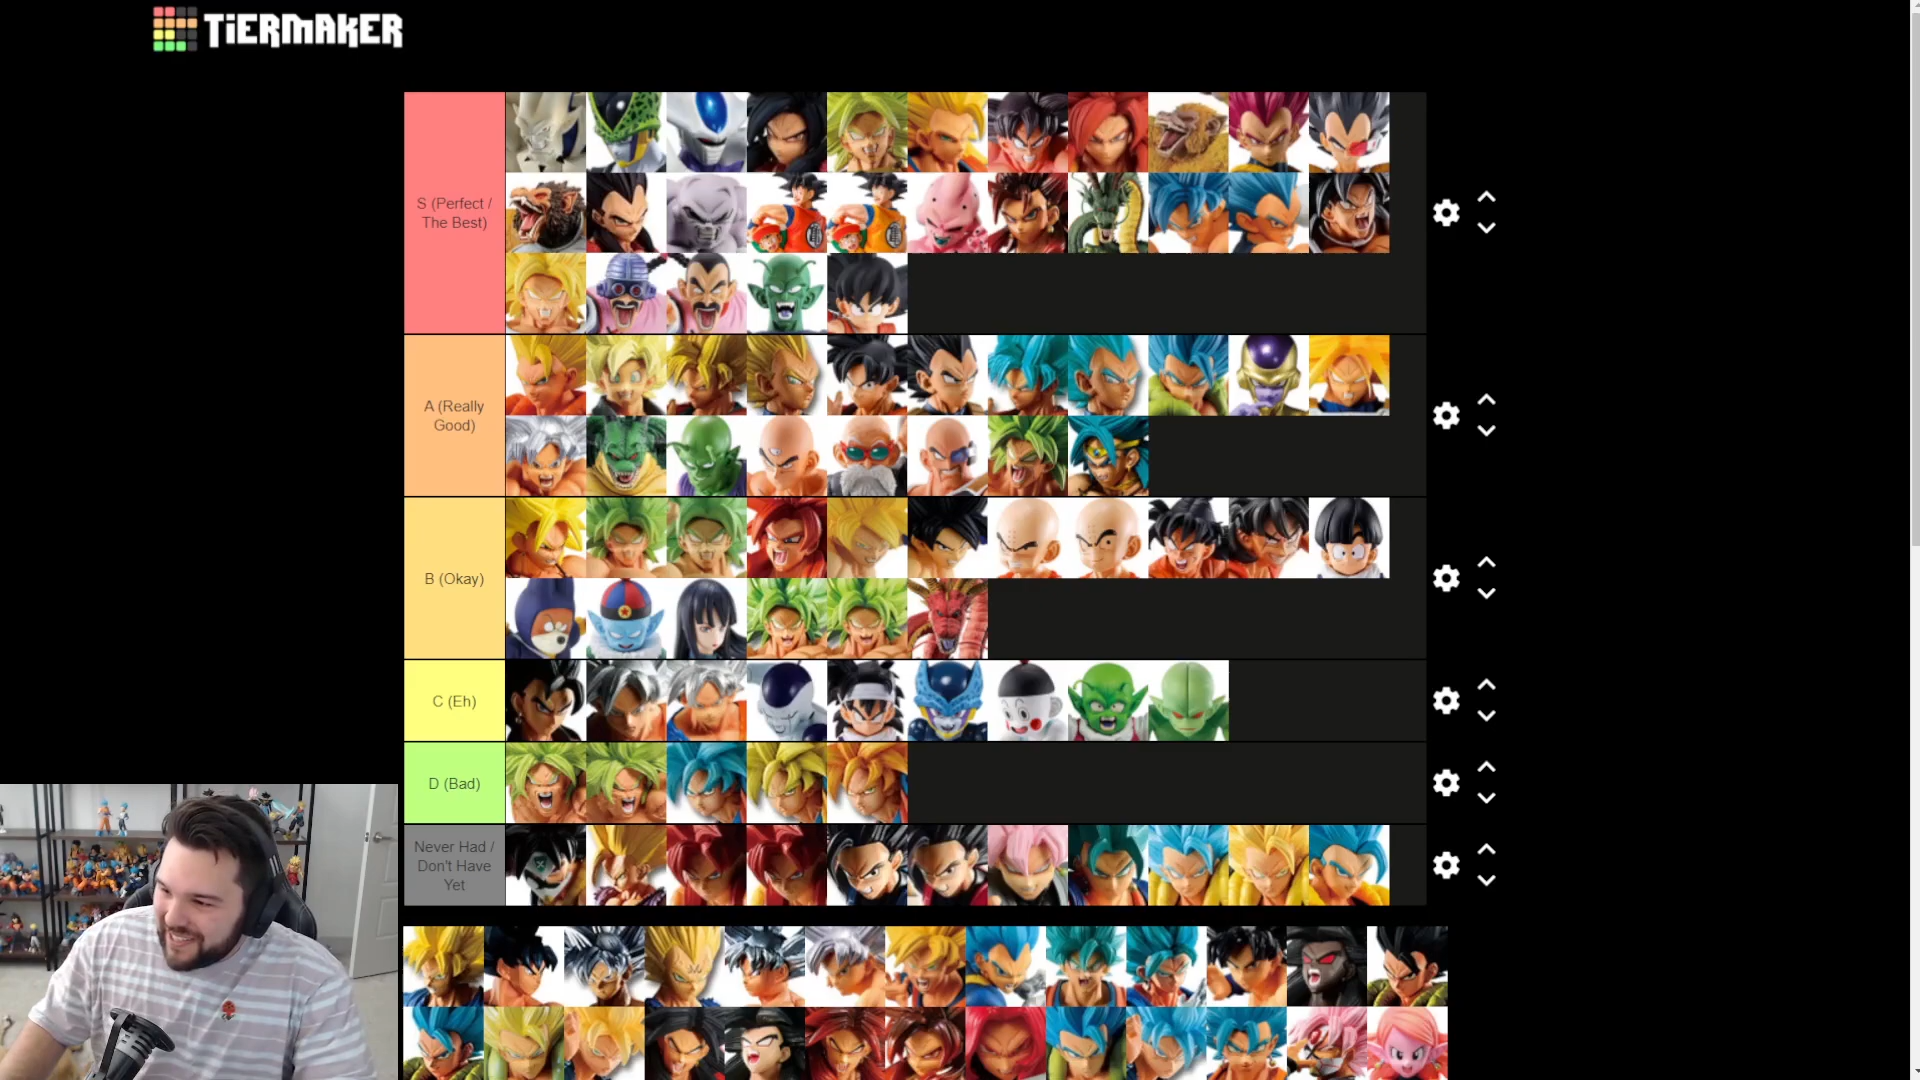 TiERMAKER
S (Perfect /
The Best)
A (Really
Good)
B (Okay)
C (Eh)
D (Bad)
Never Had /
Don't Have
Yet